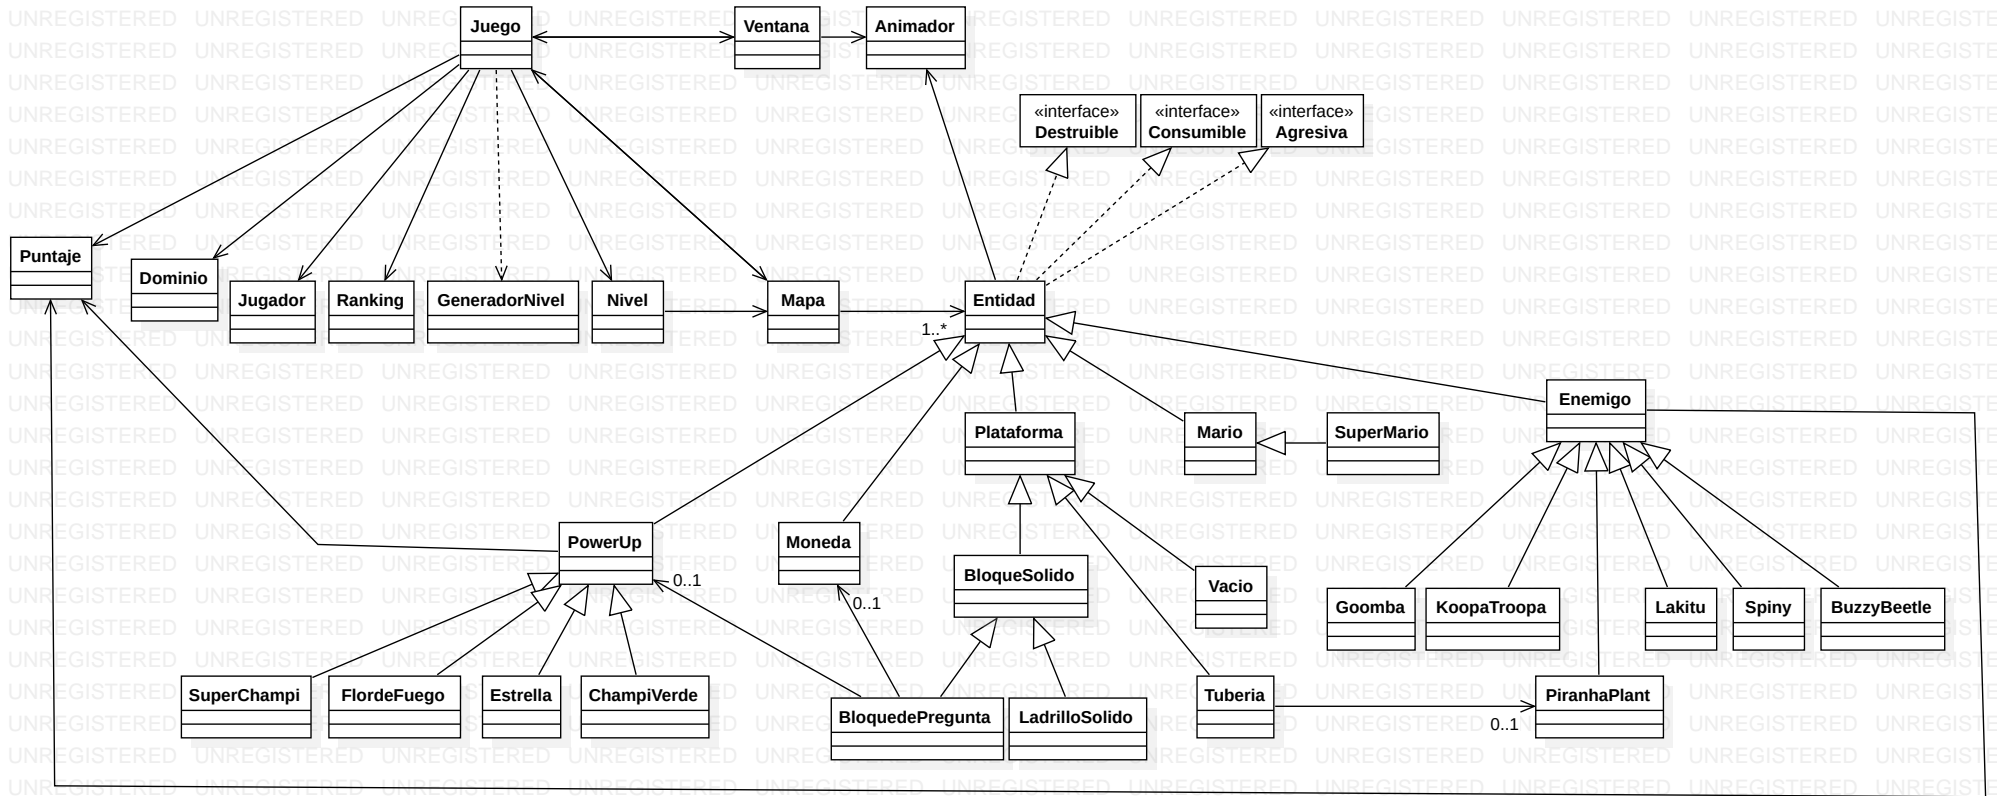 Juego
Ventana
Animador
«interface»
Destruible
«interface»
Consumible
«interface»
Agresiva
Puntaje
Dominio
Jugador
Ranking
GeneradorNivel
Nivel
Mapa
Entidad
1..*
Enemigo
Plataforma
Mario
SuperMario
PowerUp
0..1
Moneda
0..1
BloqueSolido
Vacio
Goomba
KoopaTroopa
Lakitu
Spiny
BuzzyBeetle
SuperChampi
FlordeFuego
Estrella
ChampiVerde
BloquedePregunta
LadrilloSolido
Tuberia
0..1
PiranhaPlant
UNREGISTERED